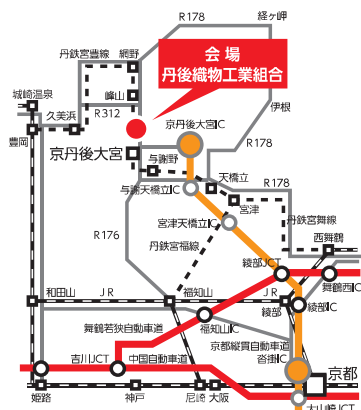 R178
経ヶ岬
丹鉄宮豊線
網野
会場
丹後織物工業組合
城崎温泉
峰山
久美浜
R312
伊根
豊岡
京丹後大宮IC
京丹後大宮
R178
与謝野
天橋立
与謝天橋立IC
R178
宮津
宮津天橋立IC
丹鉄宮舞線
R176
丹鉄宮福線
西舞鶴
綾部JCT
舞鶴西IC
和田山
JR
福知山
JR
綾部
綾部IC
舞鶴若狭自動車道
福知山IC
京都縦貫自動車道
吉川JCT
中国自動車道
沓掛IC
京都
姫路
神戸
尼崎
大阪
大山崎JCT